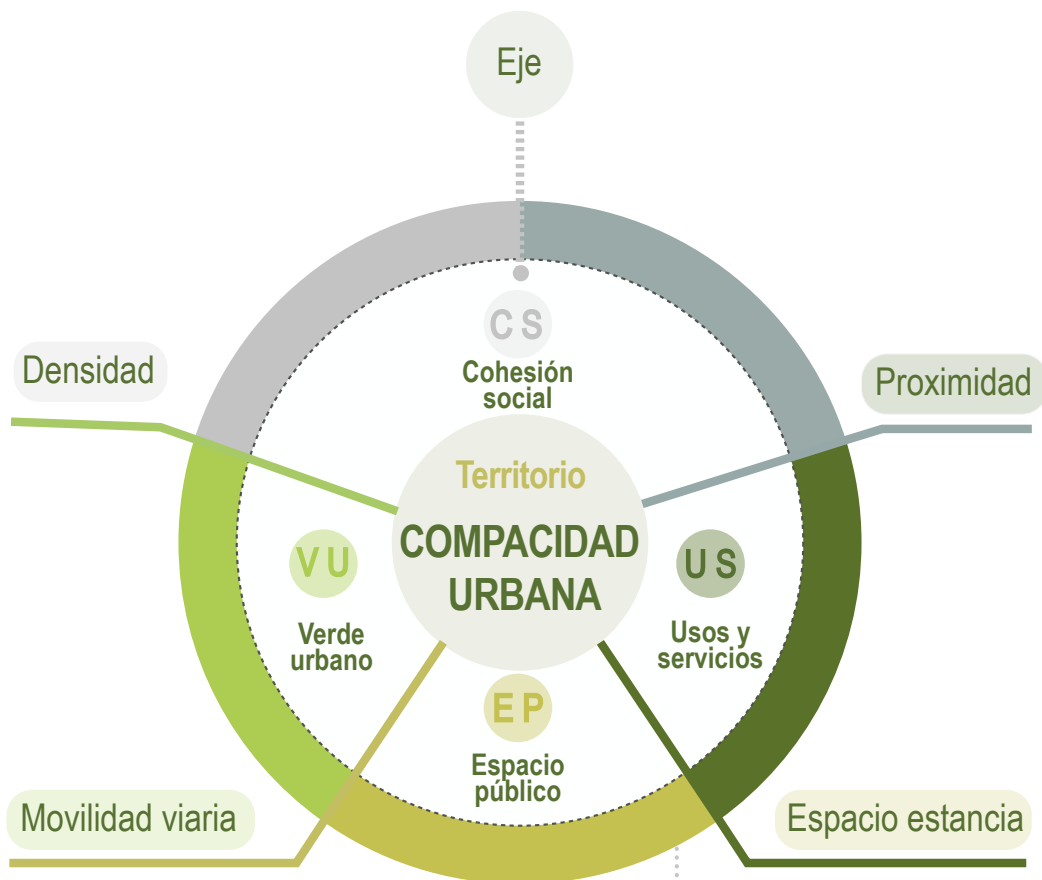 Eje
C S
Cohesión
social
Densidad
Proximidad
Territorio
COMPACIDAD
URBANA
V U
Verde
urbano
U S
Usos y
servicios
E P
Espacio
público
Movilidad viaria
Espacio estancia